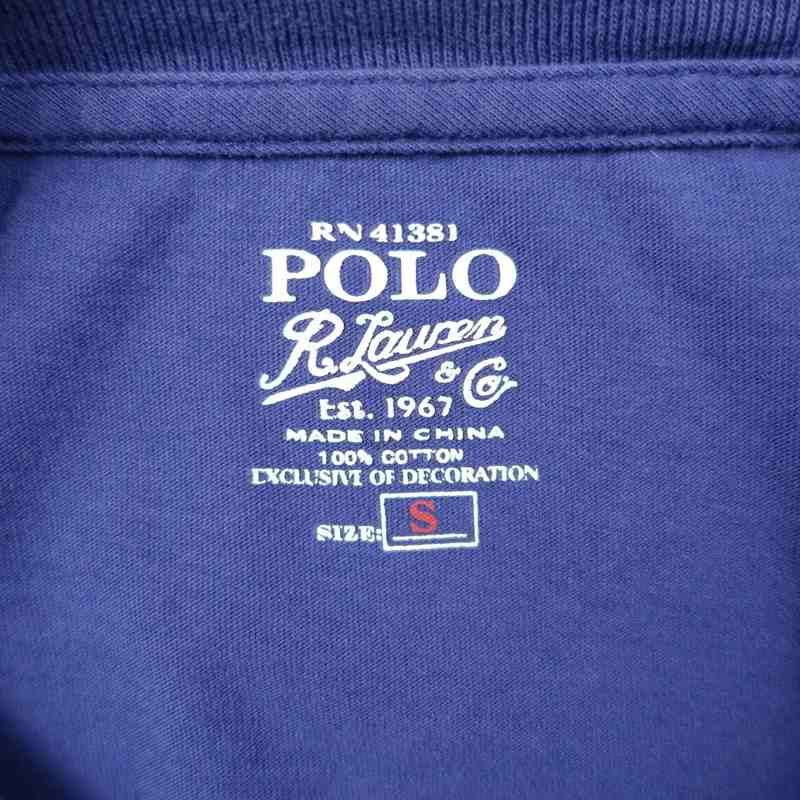 RN 41381
POLO
R. Lauren
& Co
Est. 1967
MADE IN CHINA
100% COTTON
EXCLUSIVE OF DECORATION
SIZE: S